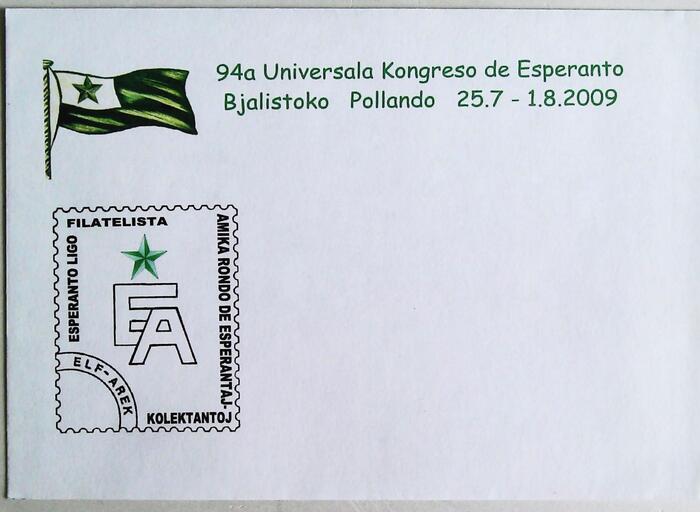 94a Universala Kongreso de Esperanto
Bjalistoko Pollando 25.7 - 1.8.2009
FILATELISTA
ESPERANTO LIGO
AMIKA RONDO DE ESPERANTAJ-
KOLEKTANTOJ
EA
ELF-AREK